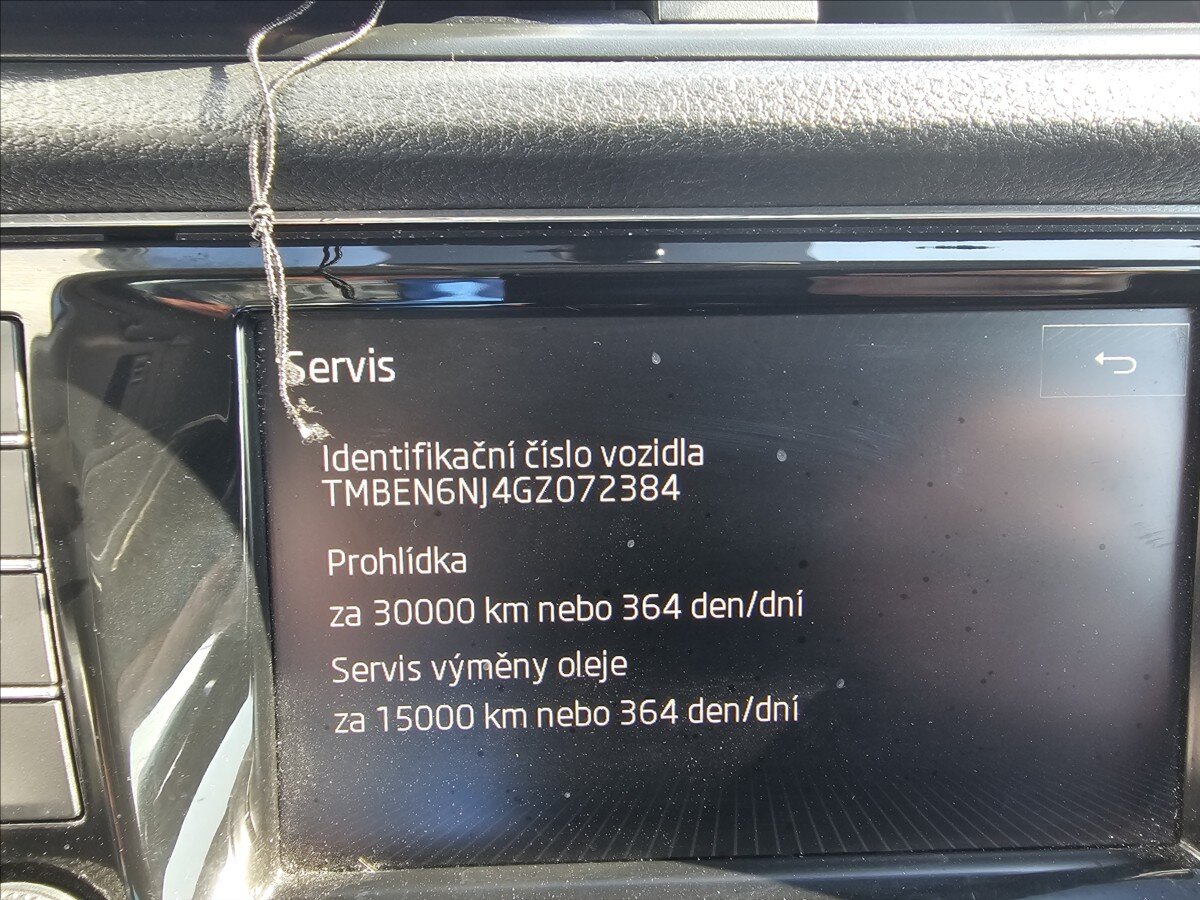 Servis
Identifikační číslo vozidla
TMBEN6NJ4GZ072384
Prohlídka
za 30000 km nebo 364 den/dní
Servis výměny oleje
za 15000 km nebo 364 den/dní